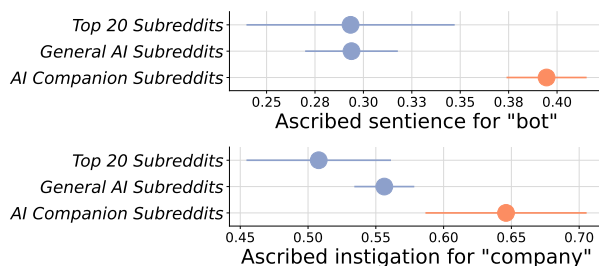 Top 20 Subreddits
General AI Subreddits
AI Companion Subreddits
0.25 0.28 0.30 0.33 0.35 0.38 0.40
Ascribed sentience for "bot"
Top 20 Subreddits
General AI Subreddits
AI Companion Subreddits
0.45 0.50 0.55 0.60 0.65 0.70
Ascribed instigation for "company"